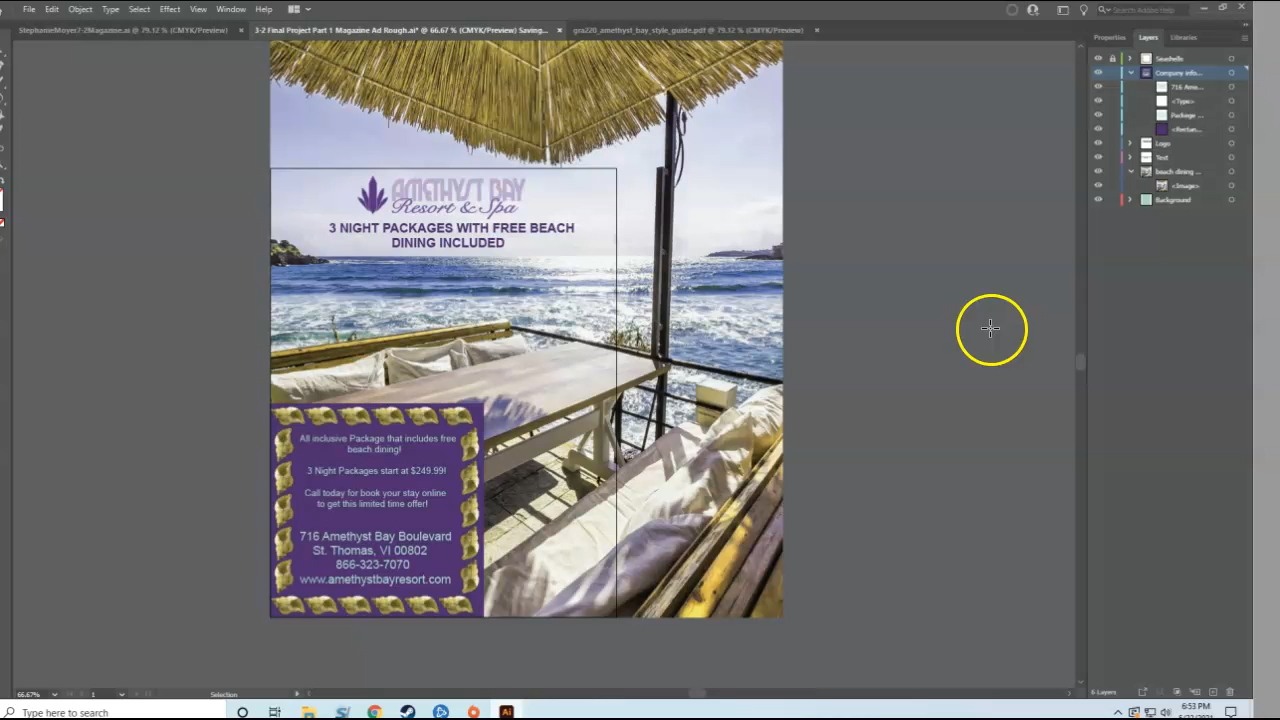 File Edit Object Type Select Effect View Window Help
Search Adobe Help
StephanieMoyer7-2Magazine.ai @ 79.12 % (CMYK/Preview) × 3-2 Final Project Part 1 Magazine Ad Rough.ai* @ 66.67 % (CMYK/Preview) Saving... × gra220_amethyst_bay_style_guide.pdf @ 79.12 % (CMYK/Preview) ×
Properties Layers Libraries
Seashells
Company info...
716 Ame...
<Type>
Package ...
<Rectan...
Logo
Text
beach dining ...
<Image>
Background
AMETHYST BAY
Resort & Spa
3 NIGHT PACKAGES WITH FREE BEACH
DINING INCLUDED
All inclusive Package that includes free
beach dining!
3 Night Packages start at $249.99!
Call today for book your stay online
to get this limited time offer!
716 Amethyst Bay Boulevard
St. Thomas, VI 00802
866-323-7070
www.amethystbayresort.com
66.67% 1 Selection
6 Layers
Type here to search
Ai
6:53 PM